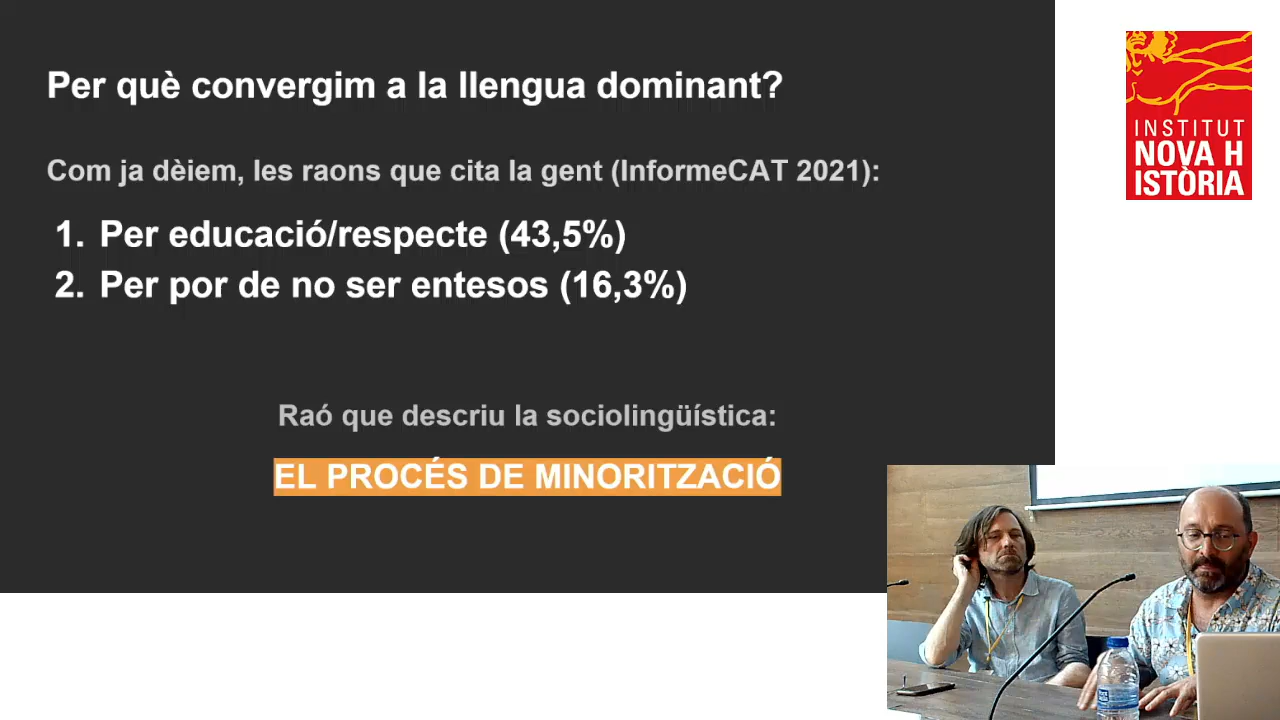 Per què convergim a la llengua dominant?
Com ja dèiem, les raons que cita la gent (InformeCAT 2021):
1. Per educació/respecte (43,5%)
2. Per por de no ser entesos (16,3%)
Raó que descriu la sociolingüística:
EL PROCÉS DE MINORITZACIÓ
INSTITUT
NOVA H
ISTÒRIA